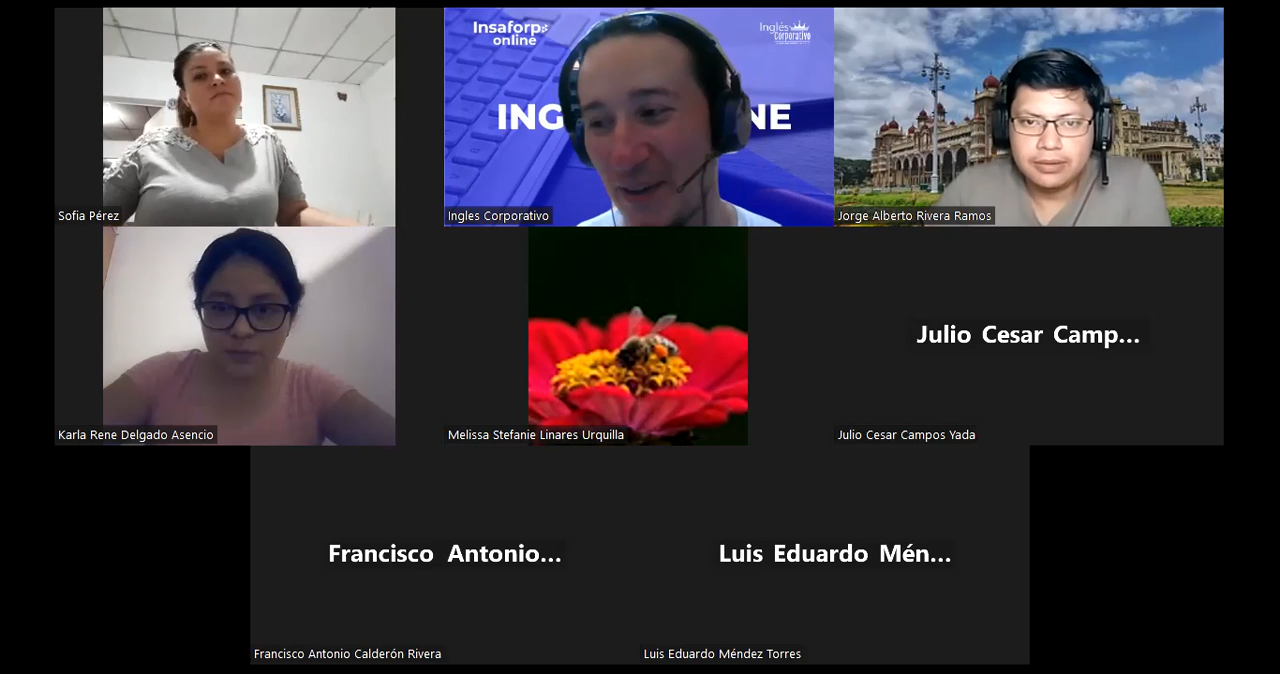 Insaforp
online
Inglés
Corporativo
ING NE
Sofia Pérez
Ingles Corporativo
Jorge Alberto Rivera Ramos
Julio Cesar Camp...
Karla Rene Delgado Asencio
Melissa Stefanie Linares Urquilla
Julio Cesar Campos Yada
Francisco Antonio...
Luis Eduardo Mén...
Francisco Antonio Calderón Rivera
Luis Eduardo Méndez Torres